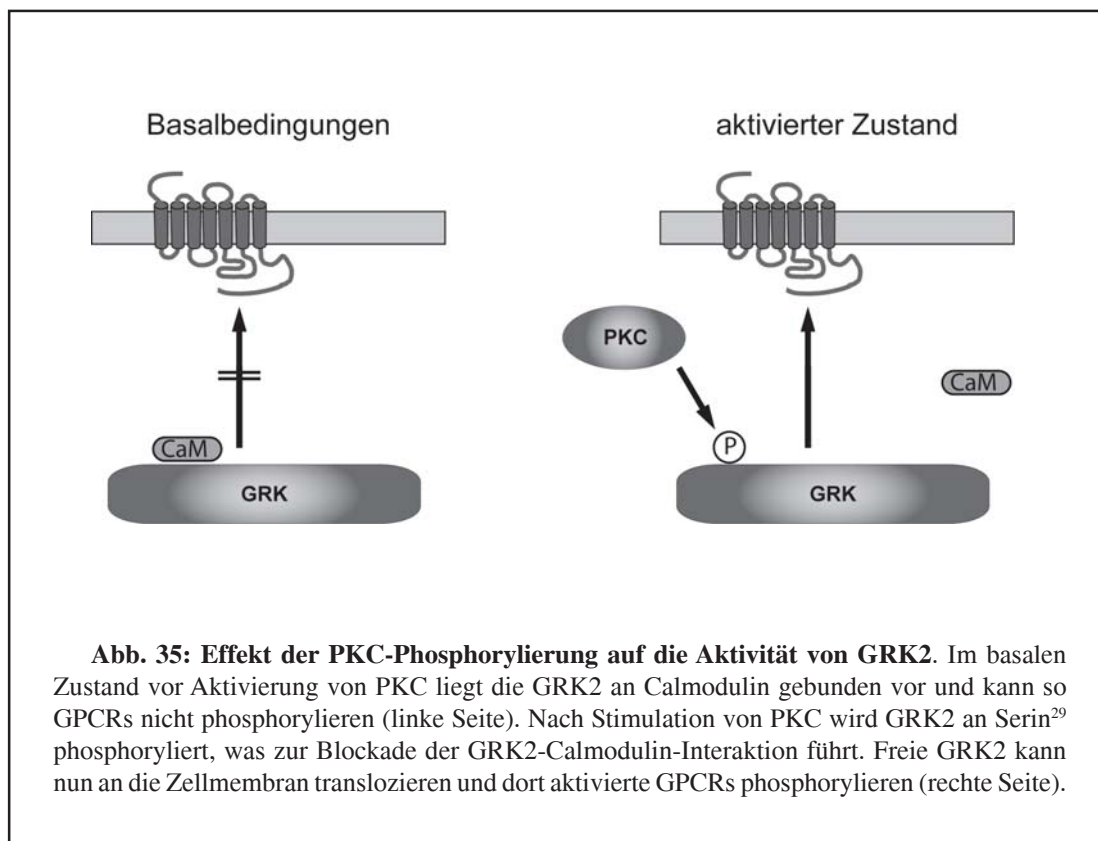 Basalbedingungen
aktivierter Zustand
PKC
CaM
CaM
P
GRK
GRK
Abb. 35: Effekt der PKC-Phosphorylierung auf die Aktivität von GRK2. Im basalen
Zustand vor Aktivierung von PKC liegt die GRK2 an Calmodulin gebunden vor und kann so
GPCRs nicht phosphorylieren (linke Seite). Nach Stimulation von PKC wird GRK2 an Serin²⁹
phosphoryliert, was zur Blockade der GRK2-Calmodulin-Interaktion führt. Freie GRK2 kann
nun an die Zellmembran translozieren und dort aktivierte GPCRs phosphorylieren (rechte Seite).